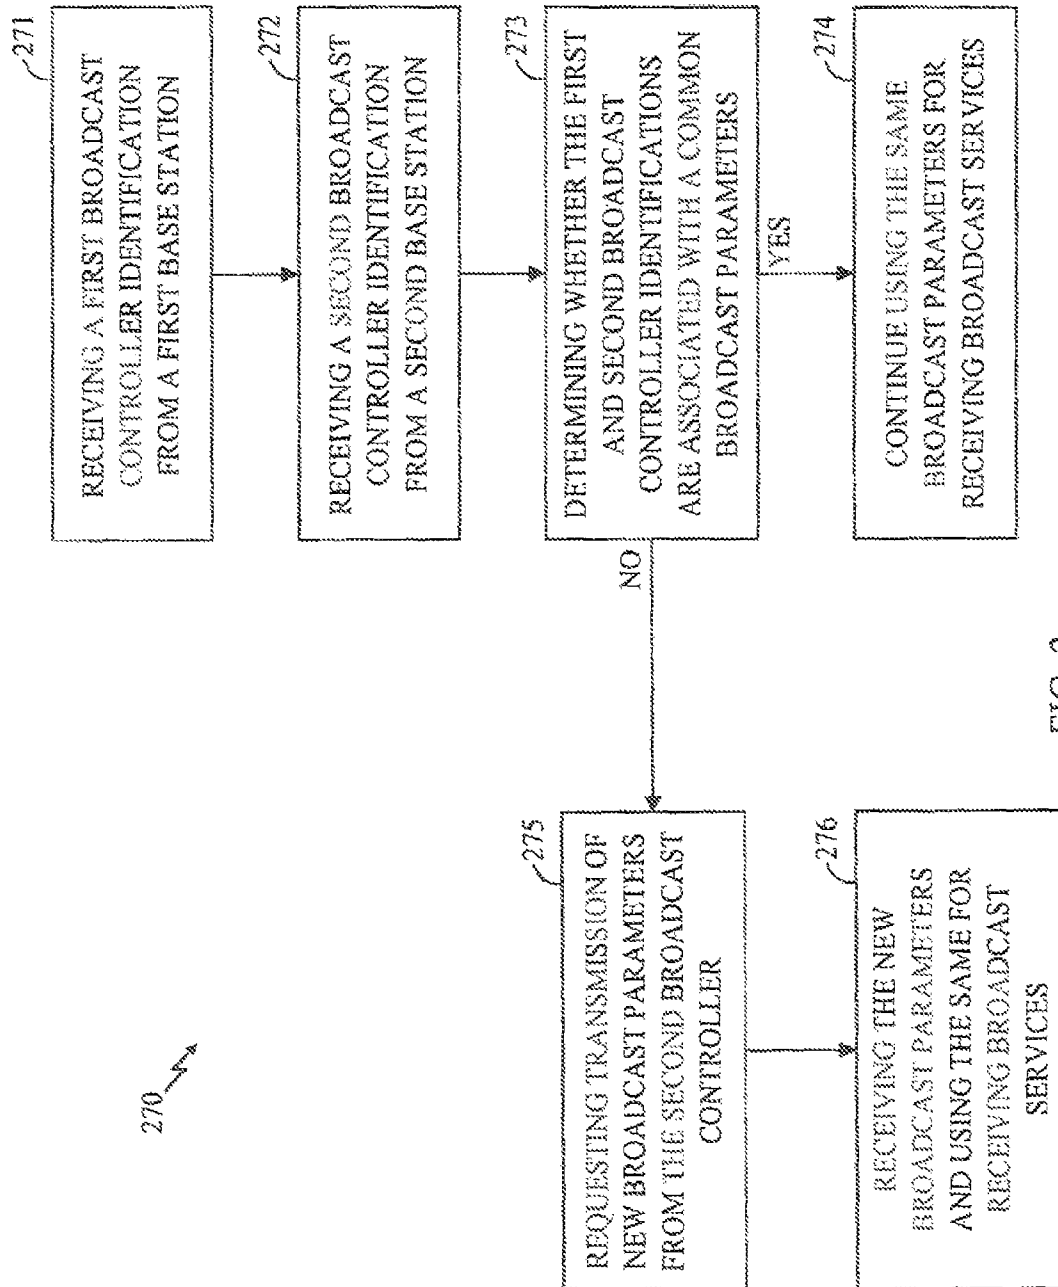 270
271
RECEIVING A FIRST BROADCAST
CONTROLLER IDENTIFICATION
FROM A FIRST BASE STATION
272
RECEIVING A SECOND BROADCAST
CONTROLLER IDENTIFICATION
FROM A SECOND BASE STATION
273
DETERMINING WHETHER THE FIRST
AND SECOND BROADCAST
CONTROLLER IDENTIFICATIONS
ARE ASSOCIATED WITH A COMMON
BROADCAST PARAMETERS
YES
274
CONTINUE USING THE SAME
BROADCAST PARAMETERS FOR
RECEIVING BROADCAST SERVICES
NO
275
REQUESTING TRANSMISSION OF
NEW BROADCAST PARAMETERS
FROM THE SECOND BROADCAST
CONTROLLER
276
RECEIVING THE NEW
BROADCAST PARAMETERS
AND USING THE SAME FOR
RECEIVING BROADCAST
SERVICES